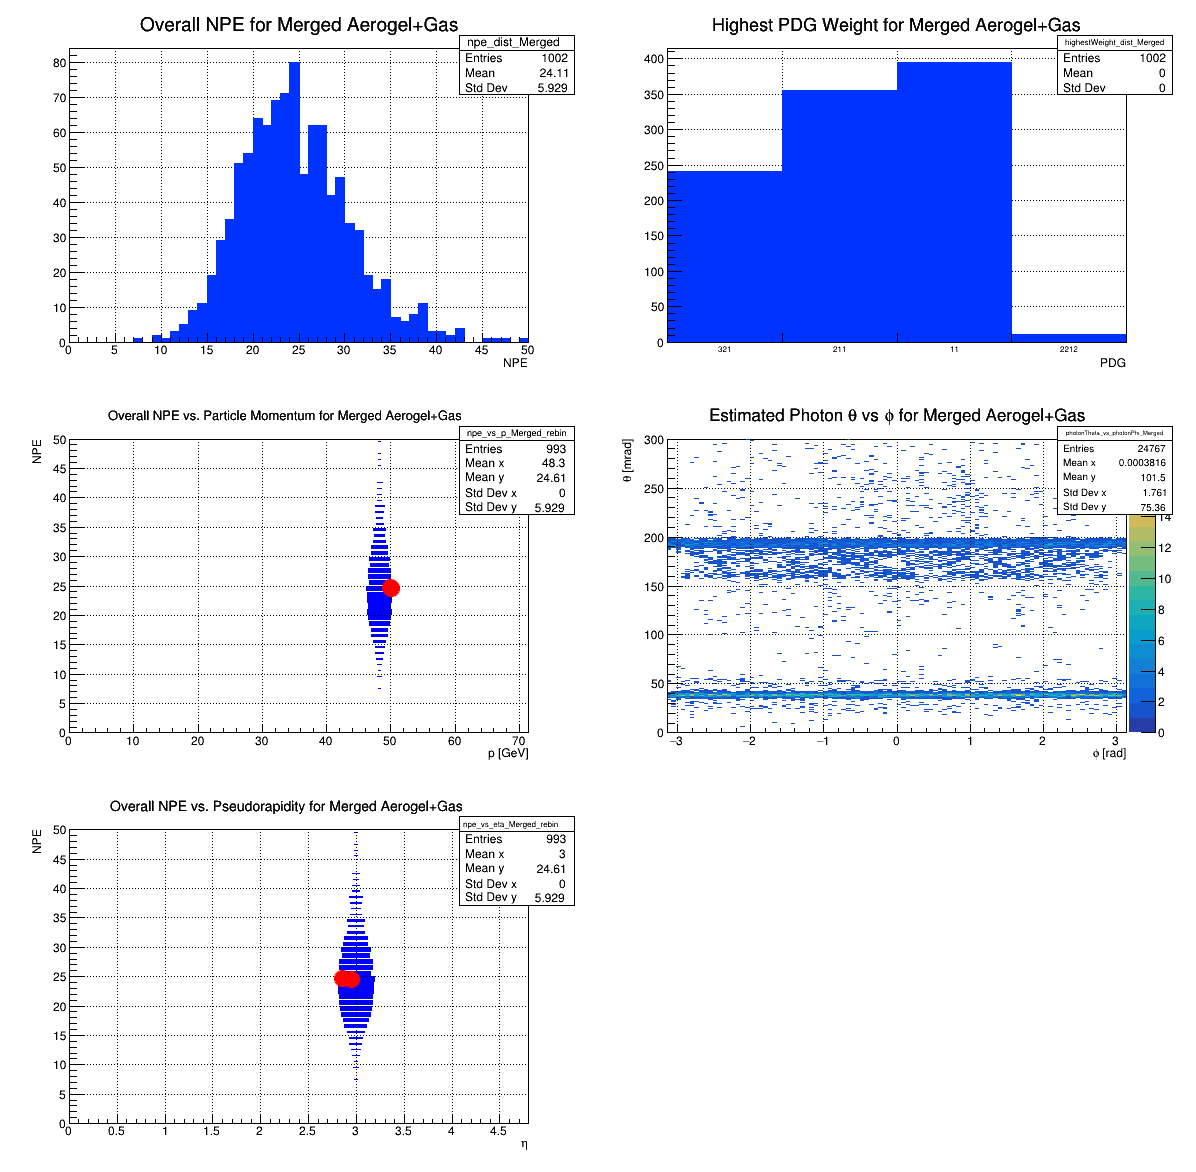 Overall NPE for Merged Aerogel+Gas
npe_dist_Merged
Entries 1002
Mean 24.11
Std Dev 5.929
80
70
60
50
40
30
20
10
0
0 5 10 15 20 25 30 35 40 45 50
NPE
Highest PDG Weight for Merged Aerogel+Gas
highestWeight_dist_Merged
Entries 1002
Mean 0
Std Dev 0
400
350
300
250
200
150
100
50
0
321 211 11 2212
PDG
Overall NPE vs. Particle Momentum for Merged Aerogel+Gas
npe_vs_p_Merged_rebin
Entries 993
Mean x 48.3
Mean y 24.61
Std Dev x 0
Std Dev y 5.929
NPE
50
45
40
35
30
25
20
15
10
5
0
0 10 20 30 40 50 60 70
p [GeV]
Estimated Photon θ vs ϕ for Merged Aerogel+Gas
photonTheta_vs_photonPhi_Merged
Entries 24767
Mean x 0.0003816
Mean y 101.5
Std Dev x 1.761
Std Dev y 75.36
θ [mrad]
300
250
200
150
100
50
0
−3 −2 −1 0 1 2 3
ϕ [rad]
14
12
10
8
6
4
2
0
Overall NPE vs. Pseudorapidity for Merged Aerogel+Gas
npe_vs_eta_Merged_rebin
Entries 993
Mean x 3
Mean y 24.61
Std Dev x 0
Std Dev y 5.929
NPE
50
45
40
35
30
25
20
15
10
5
0
0 0.5 1 1.5 2 2.5 3 3.5 4 4.5
η